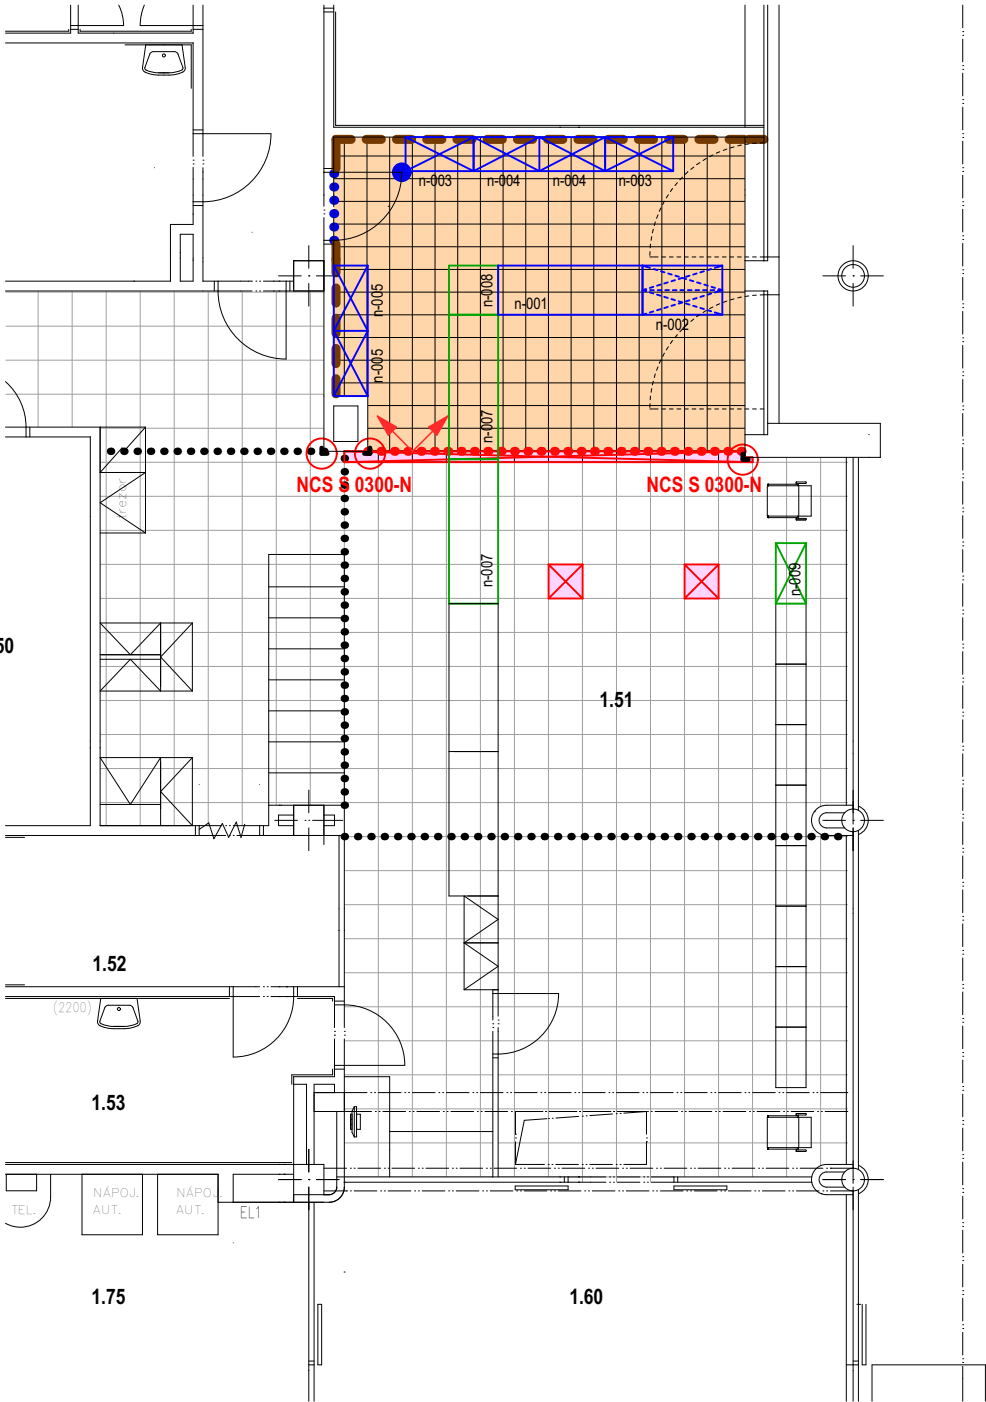 n-003
n-004
n-004
n-003
n-005
n-008
n-001
n-002
n-005
n-007
NCS S 0300-N
NCS S 0300-N
trezor
n-007
n-009
50
1.51
1.52
(2200)
1.53
TEL.
NÁPOJ.
AUT.
NÁPOJ.
AUT.
EL1
1.75
1.60